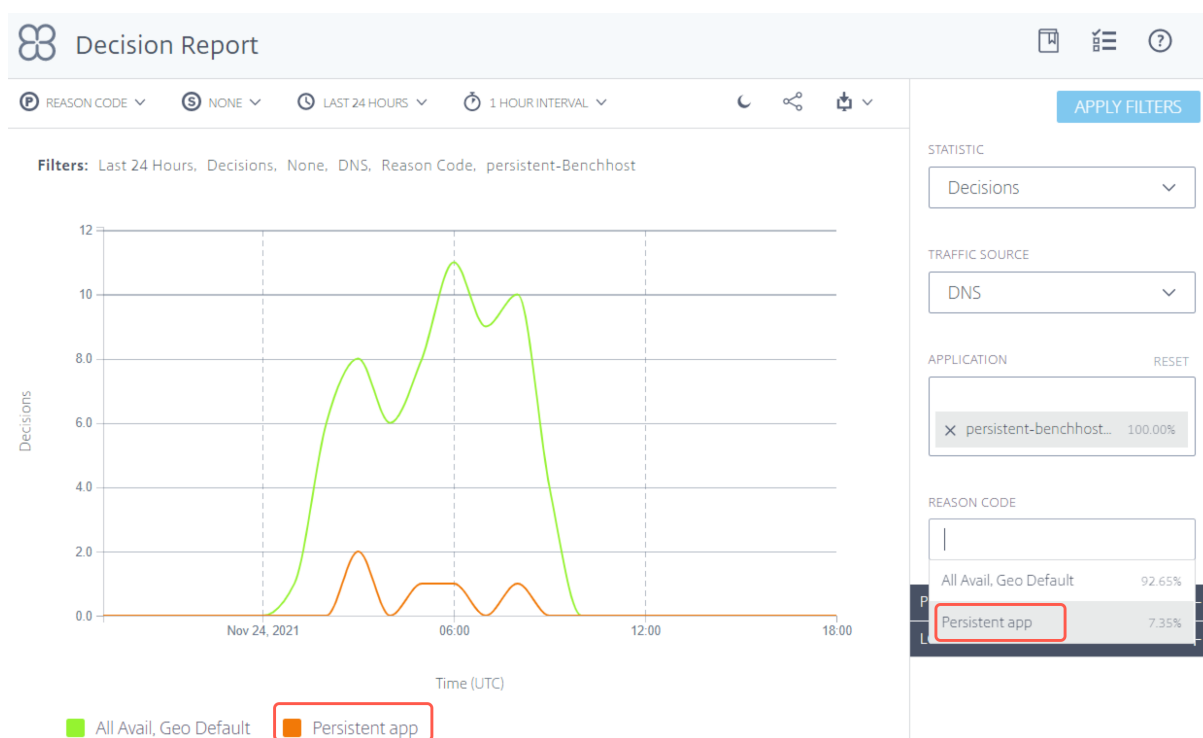 Decision Report
P REASON CODE S NONE LAST 24 HOURS 1 HOUR INTERVAL
APPLY FILTERS
Filters: Last 24 Hours, Decisions, None, DNS, Reason Code, persistent-Benchhost
STATISTIC
Decisions
TRAFFIC SOURCE
DNS
APPLICATION RESET
persistent-benchhost... 100.00%
REASON CODE
All Avail, Geo Default 92.65%
Persistent app 7.35%
12
10
8.0
6.0
4.0
2.0
0.0
Decisions
Nov 24, 2021 06:00 12:00 18:00
Time (UTC)
All Avail, Geo Default Persistent app